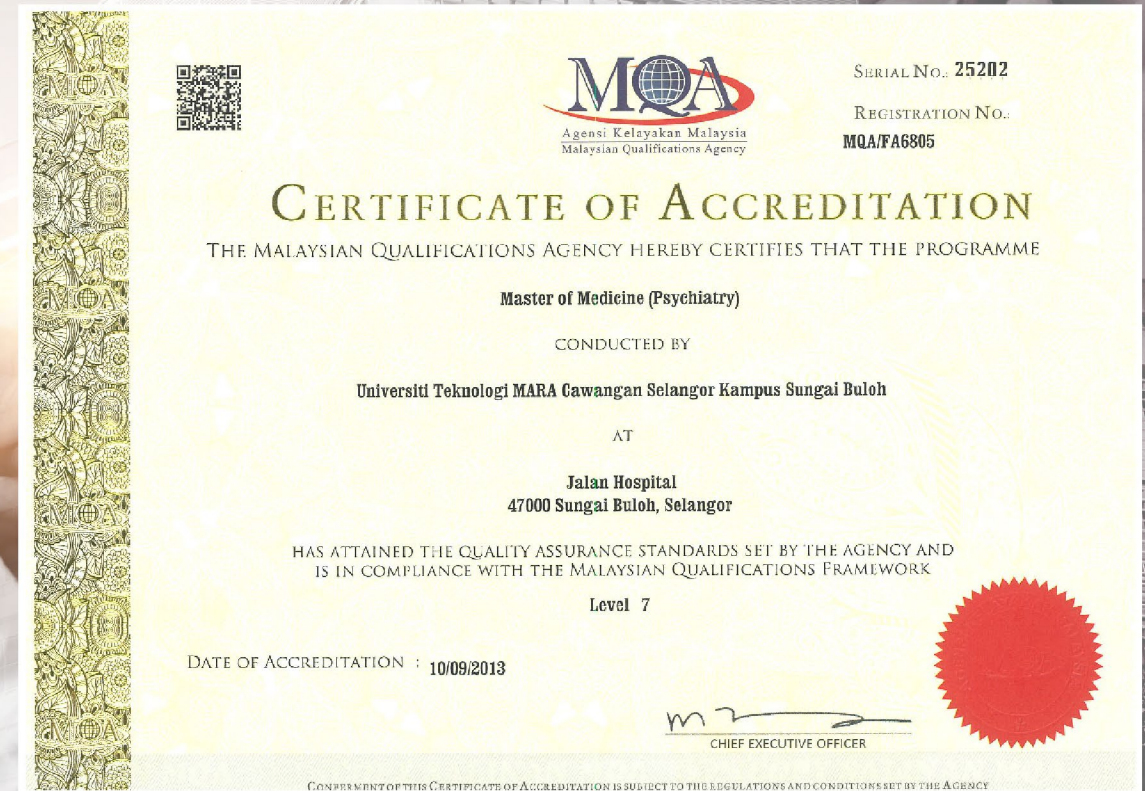 MQA
Agensi Kelayakan Malaysia
Malaysian Qualifications Agency
SERIAL NO.: 25202
REGISTRATION NO.:
MQA/FA6805
CERTIFICATE OF ACCREDITATION
THE MALAYSIAN QUALIFICATIONS AGENCY HEREBY CERTIFIES THAT THE PROGRAMME
Master of Medicine (Psychiatry)
CONDUCTED BY
Universiti Teknologi MARA Cawangan Selangor Kampus Sungai Buloh
AT
Jalan Hospital
47000 Sungai Buloh, Selangor
HAS ATTAINED THE QUALITY ASSURANCE STANDARDS SET BY THE AGENCY AND
IS IN COMPLIANCE WITH THE MALAYSIAN QUALIFICATIONS FRAMEWORK
Level 7
DATE OF ACCREDITATION : 10/09/2013
CHIEF EXECUTIVE OFFICER
CONFERMENT OF THIS CERTIFICATE OF ACCREDITATION IS SUBJECT TO THE REGULATIONS AND CONDITIONS SET BY THE AGENCY
MQA
MQA
MQA
MQA